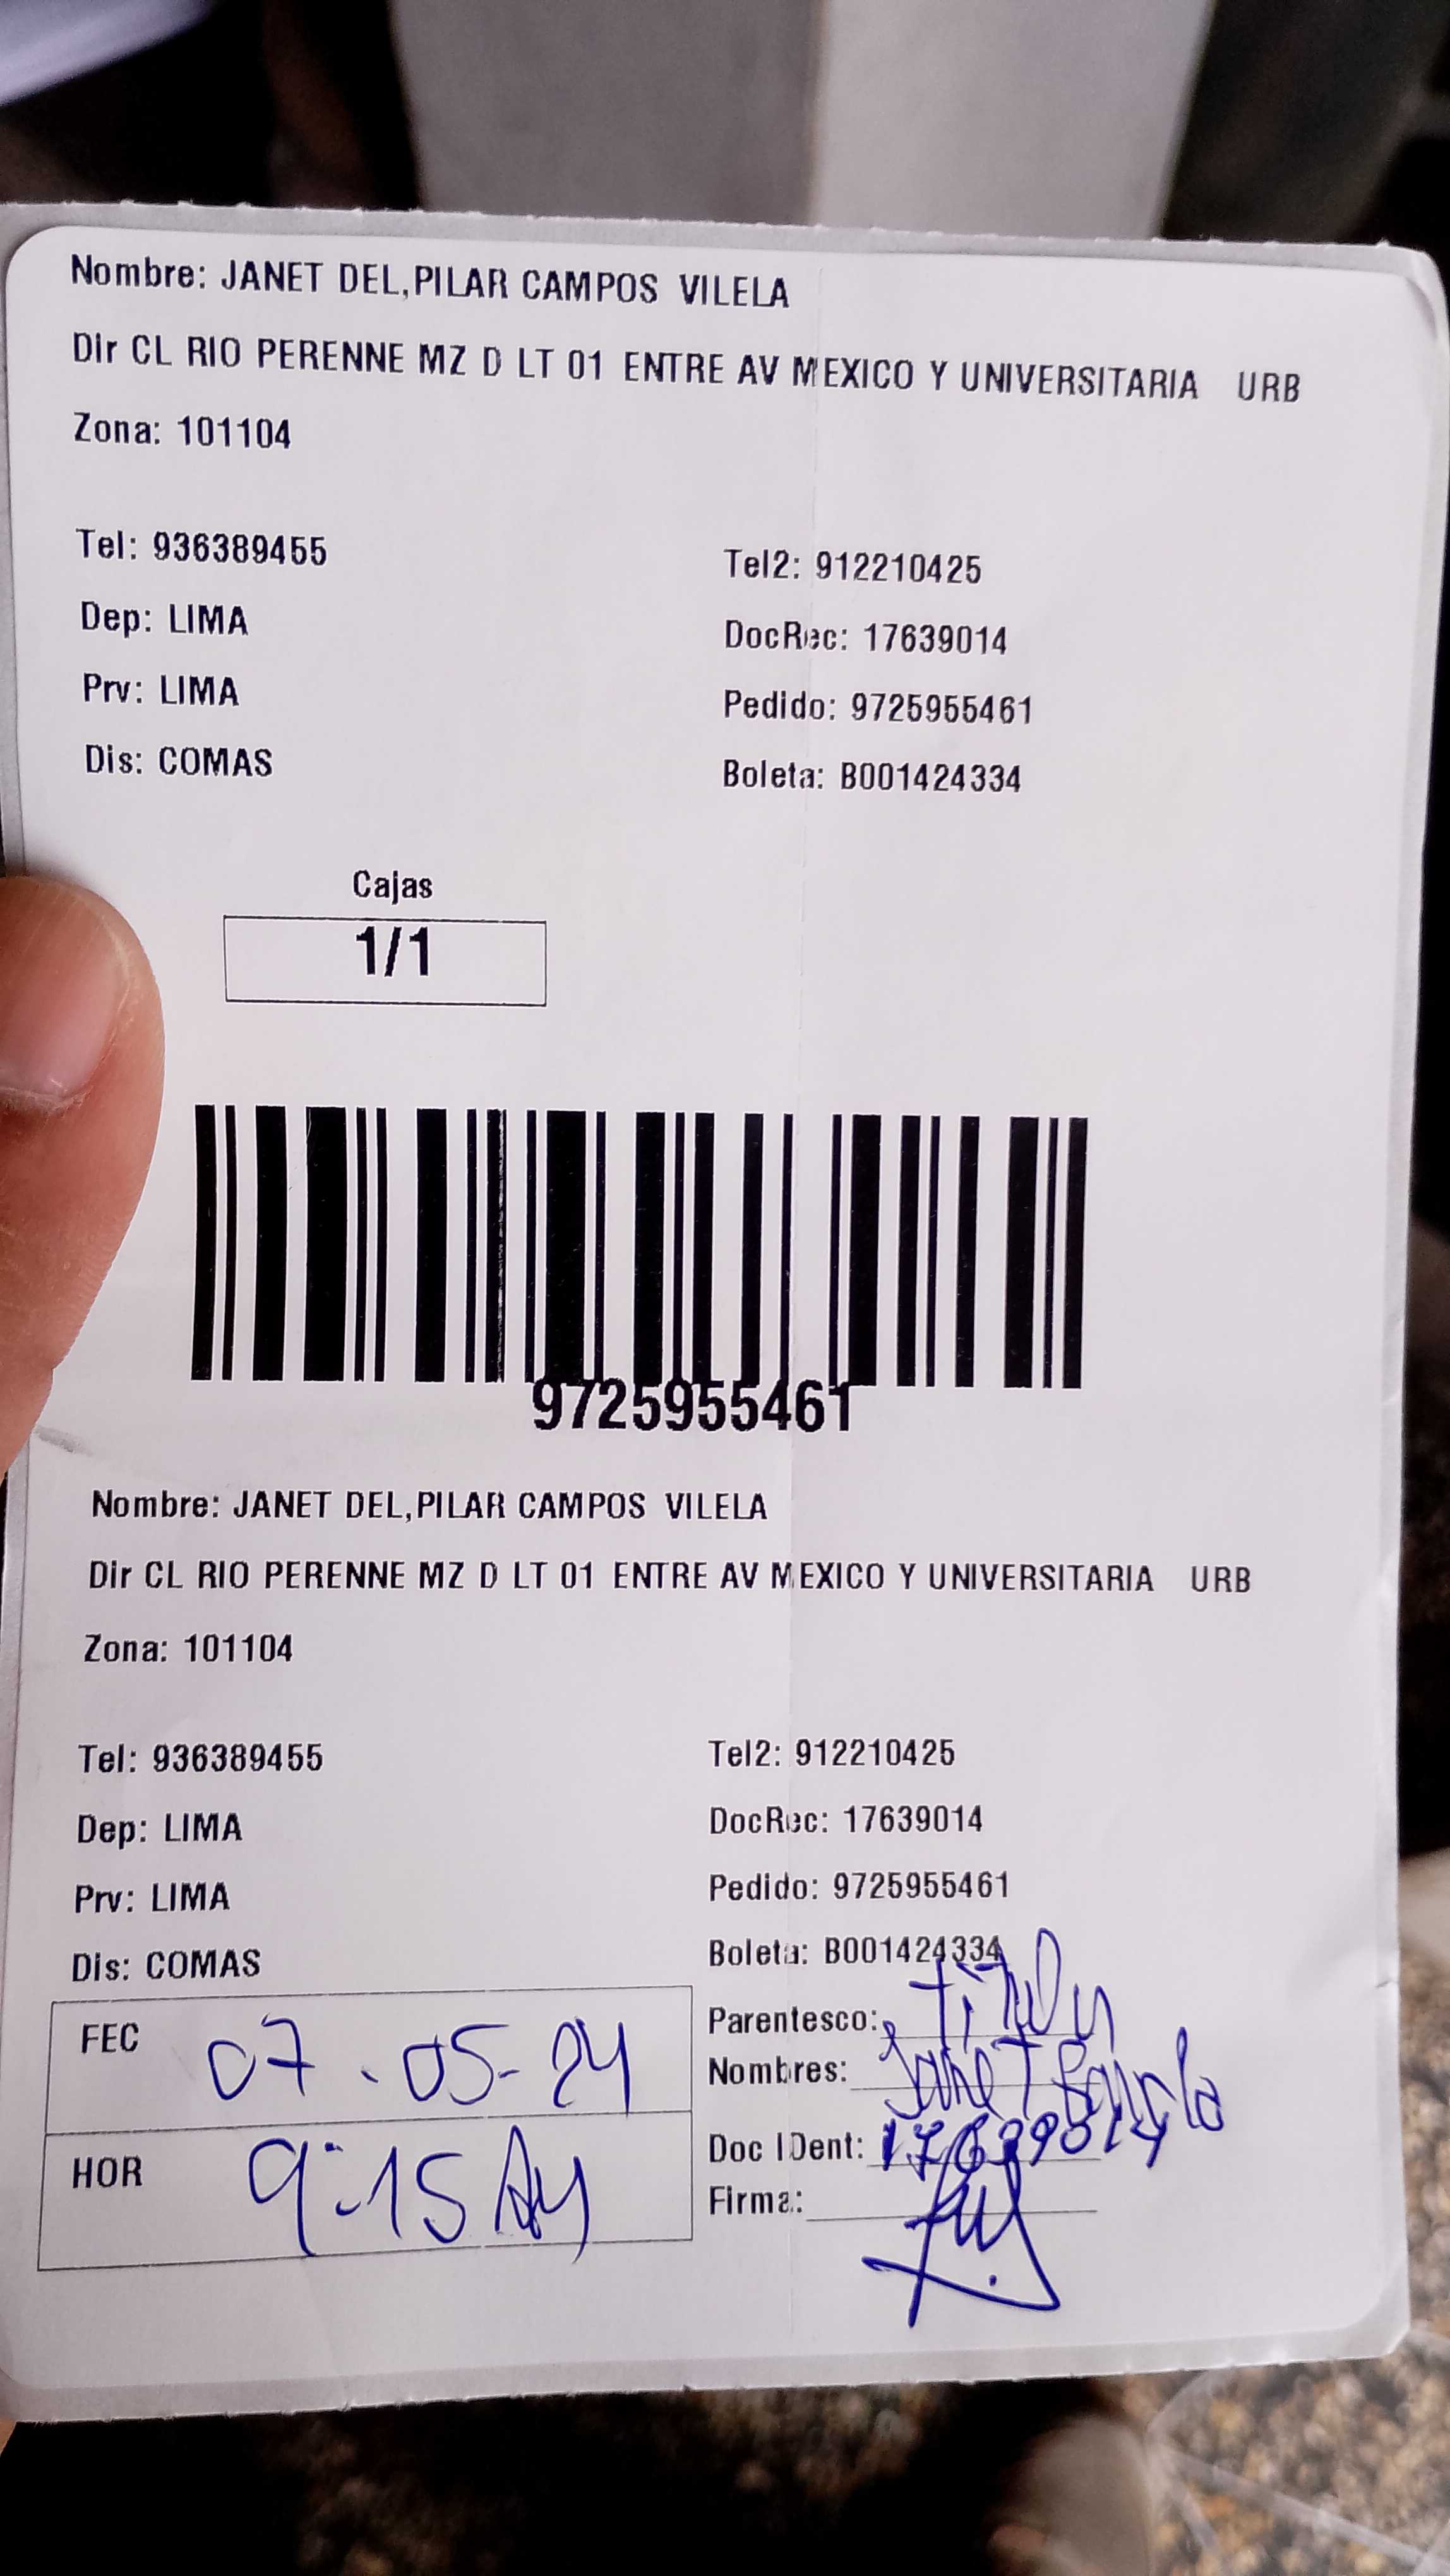 Nombre: JANET DEL,PILAR CAMPOS VILELA
Dir CL RIO PERENNE MZ D LT 01 ENTRE AV MEXICO Y UNIVERSITARIA URB
Zona: 101104
Tel: 936389455
Tel2: 912210425
Dep: LIMA
DocRec: 17639014
Prv: LIMA
Pedido: 9725955461
Dis: COMAS
Boleta: B001424334
Cajas
1/1
9725955461
Nombre: JANET DEL,PILAR CAMPOS VILELA
Dir CL RIO PERENNE MZ D LT 01 ENTRE AV MEXICO Y UNIVERSITARIA URB
Zona: 101104
Tel: 936389455
Tel2: 912210425
Dep: LIMA
DocRec: 17639014
Prv: LIMA
Pedido: 9725955461
Dis: COMAS
Boleta: B001424334
FEC 07-05-24
HOR 9:15 AM
Parentesco:
Nombres: Janet
Doc IDent: 17639014
Firma: